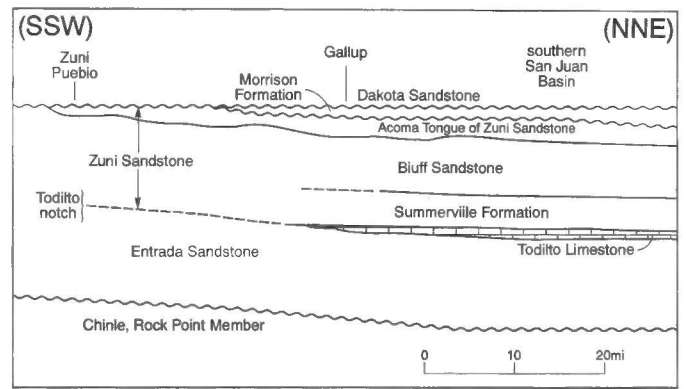 (SSW)
(NNE)
Zuni
Puebio
Gallup
southern
San Juan
Basin
Morrison
Formation
Dakota Sandstone
Acoma Tongue of Zuni Sandstone
Zuni Sandstone
Biuff Sandstone
Todilto
notch
Summerviile Formation
Entrada Sandstone
Todilto Limestone
Chinle, Rock Point Member
0 10 20mi